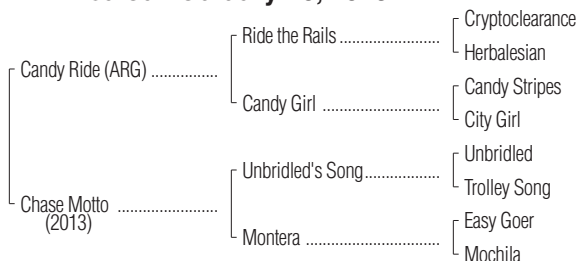 Cryptoclearance
Ride the Rails
Herbalesian
Candy Ride (ARG)
Candy Stripes
Candy Girl
City Girl
Unbridled
Unbridled's Song
Trolley Song
Chase Motto
(2013)
Easy Goer
Montera
Mochila